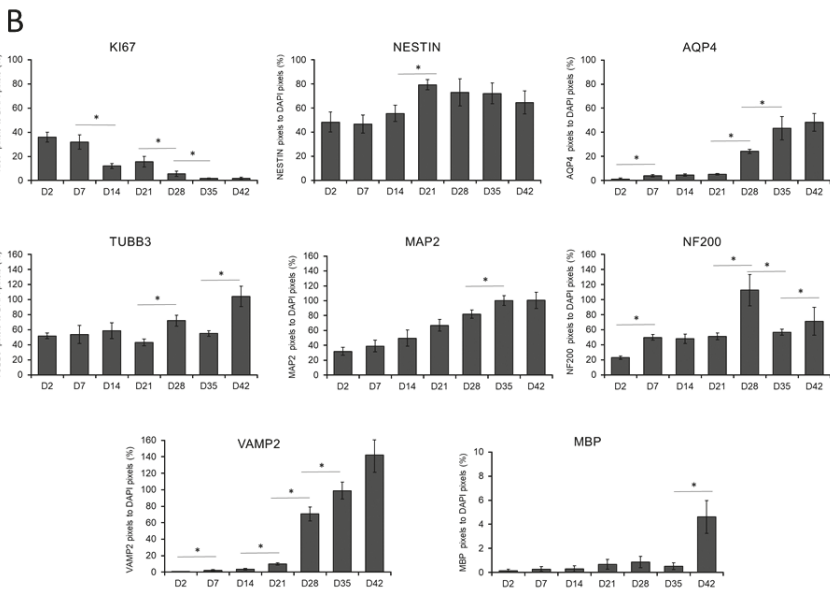 B
KI67
NESTIN
AQP4
100
80
60
40
20
0
D2 D7 D14 D21 D28 D35 D42
NESTIN pixels to DAPI pixels (%)
100
80
60
40
20
0
D2 D7 D14 D21 D28 D35 D42
AQP4 pixels to DAPI pixels (%)
100
80
60
40
20
0
D2 D7 D14 D21 D28 D35 D42
* * *
*
* * *
TUBB3
MAP2
NF200
160
140
120
100
80
60
40
20
0
D2 D7 D14 D21 D28 D35 D42
MAP2 pixels to DAPI pixels (%)
160
140
120
100
80
60
40
20
0
D2 D7 D14 D21 D28 D35 D42
NF200 pixels to DAPI pixels (%)
160
140
120
100
80
60
40
20
0
D2 D7 D14 D21 D28 D35 D42
* *
*
* * * *
VAMP2
MBP
VAMP2 pixels to DAPI pixels (%)
160
140
120
100
80
60
40
20
0
D2 D7 D14 D21 D28 D35 D42
MBP pixels to DAPI pixels (%)
10
8
6
4
2
0
D2 D7 D14 D21 D28 D35 D42
* * * *
*